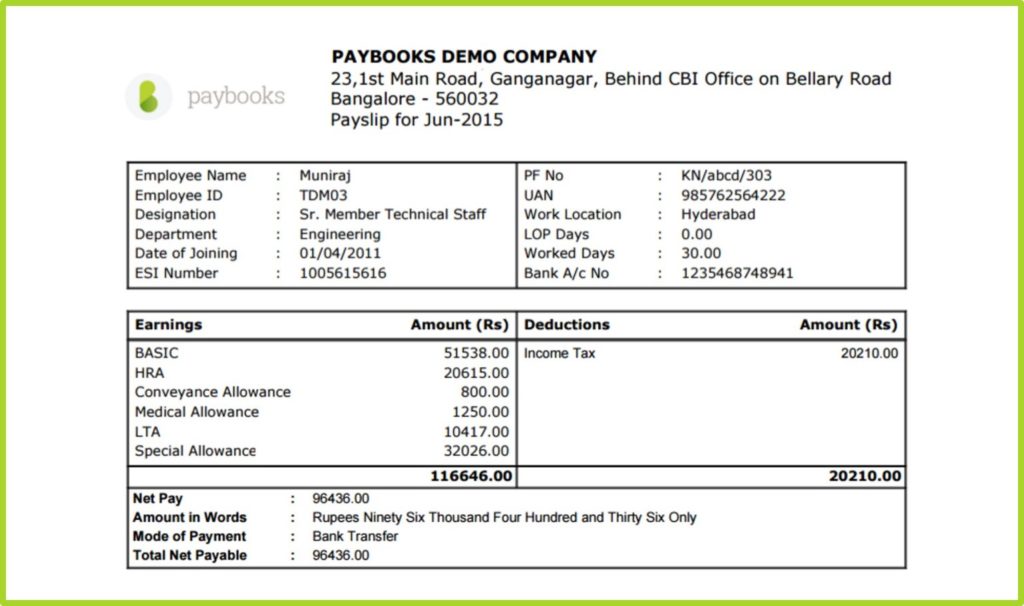 PAYBOOKS DEMO COMPANY
paybooks
23,1st Main Road, Ganganagar, Behind CBI Office on Bellary Road
Bangalore - 560032
Payslip for Jun-2015
Employee Name : Muniraj PF No : KN/abcd/303
Employee ID : TDM03 UAN : 985762564222
Designation : Sr. Member Technical Staff Work Location : Hyderabad
Department : Engineering LOP Days : 0.00
Date of Joining : 01/04/2011 Worked Days : 30.00
ESI Number : 1005615616 Bank A/c No : 1235468748941
Earnings Amount (Rs) Deductions Amount (Rs)
BASIC 51538.00 Income Tax 20210.00
HRA 20615.00
Conveyance Allowance 800.00
Medical Allowance 1250.00
LTA 10417.00
Special Allowance 32026.00
116646.00 20210.00
Net Pay : 96436.00
Amount in Words : Rupees Ninety Six Thousand Four Hundred and Thirty Six Only
Mode of Payment : Bank Transfer
Total Net Payable : 96436.00